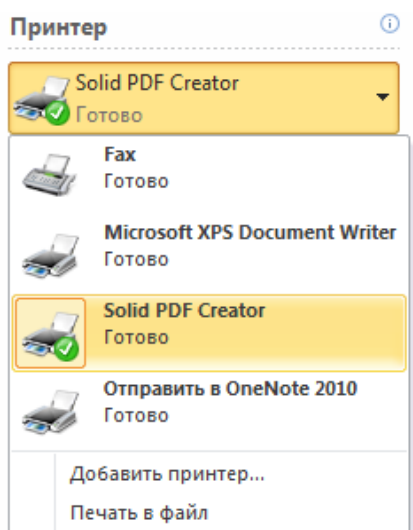 Принтер
Solid PDF Creator
Готово
Fax
Готово
Microsoft XPS Document Writer
Готово
Solid PDF Creator
Готово
Отправить в OneNote 2010
Готово
Добавить принтер...
Печать в файл